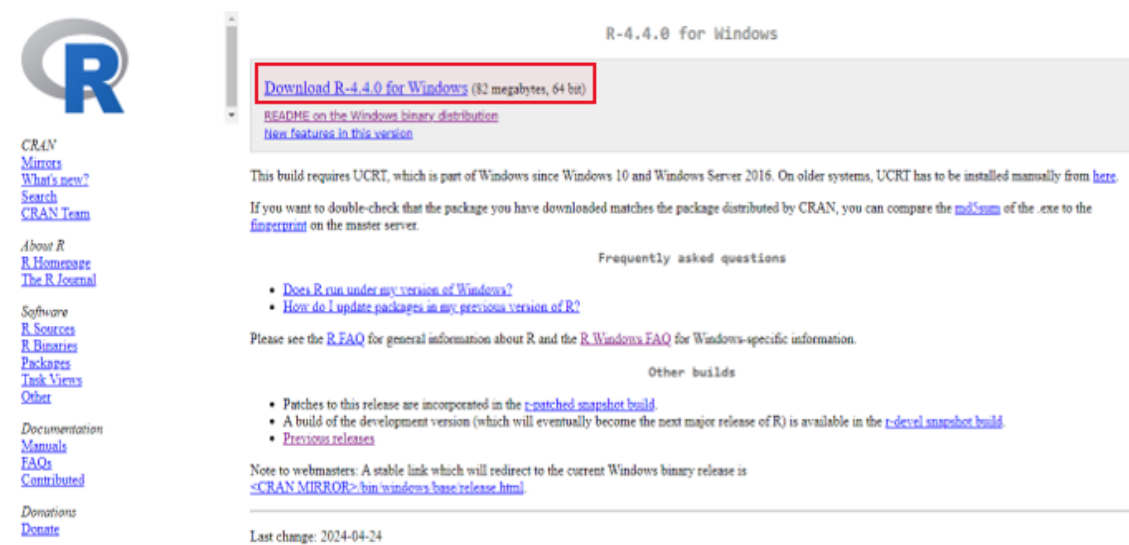 R
CRAN
Mirrors
What's new?
Search
CRAN Team
About R
R Homepage
The R Journal
Software
R Sources
R Binaries
Packages
Task Views
Other
Documentation
Manuals
FAQs
Contributed
Donations
Donate
R-4.4.0 for Windows
Download R-4.4.0 for Windows (82 megabytes, 64 bit)
README on the Windows binary distribution
New features in this version
This build requires UCRT, which is part of Windows since Windows 10 and Windows Server 2016. On older systems, UCRT has to be installed manually from here.
If you want to double-check that the package you have downloaded matches the package distributed by CRAN, you can compare the md5sum of the .exe to the
fingerprint on the master server.
Frequently asked questions
• Does R run under my version of Windows?
• How do I update packages in my previous version of R?
Please see the R FAQ for general information about R and the R Windows FAQ for Windows-specific information.
Other builds
• Patches to this release are incorporated in the r-patched snapshot build.
• A build of the development version (which will eventually become the next major release of R) is available in the r-devel snapshot build.
• Previous releases
Note to webmasters: A stable link which will redirect to the current Windows binary release is
<CRAN MIRROR>/bin/windows/base/release.html.
Last change: 2024-04-24